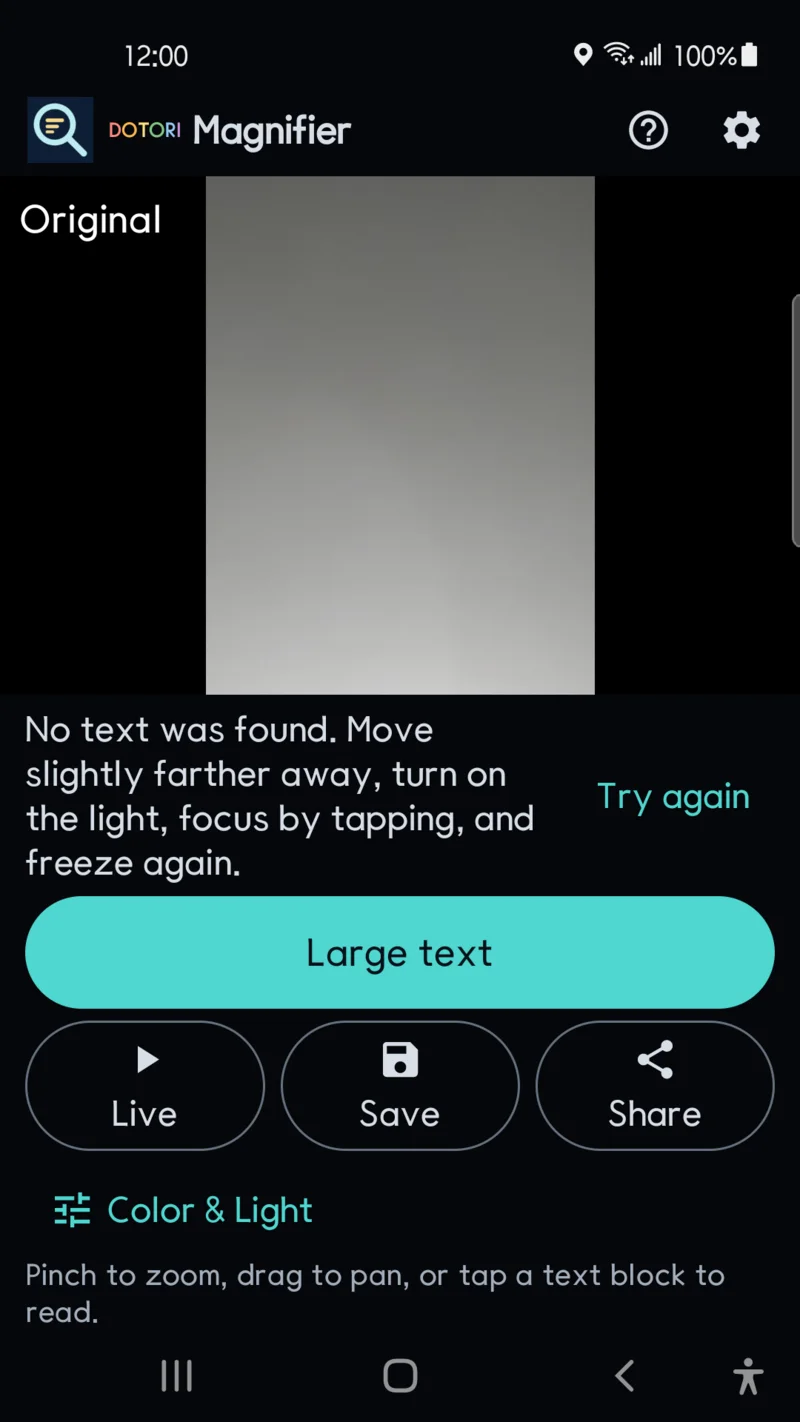 12:00
100%
DOTORI Magnifier
Original
No text was found. Move
slightly farther away, turn on
the light, focus by tapping, and
freeze again.
Try again
Large text
Live
Save
Share
Color & Light
Pinch to zoom, drag to pan, or tap a text block to
read.